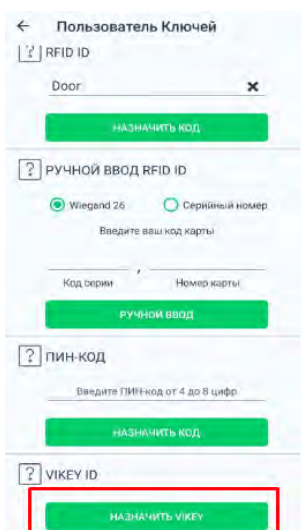 ← Пользователь Ключей
? RFID ID
Door ×
НАЗНАЧИТЬ КОД
? РУЧНОЙ ВВОД RFID ID
Wiegand 26 Серийный номер
Введите ваш код карты
,
Код серии Номер карты
РУЧНОЙ ВВОД
? ПИН-КОД
Введите ПИН-код от 4 до 8 цифр
НАЗНАЧИТЬ КОД
? VIKEY ID
НАЗНАЧИТЬ VIKEY